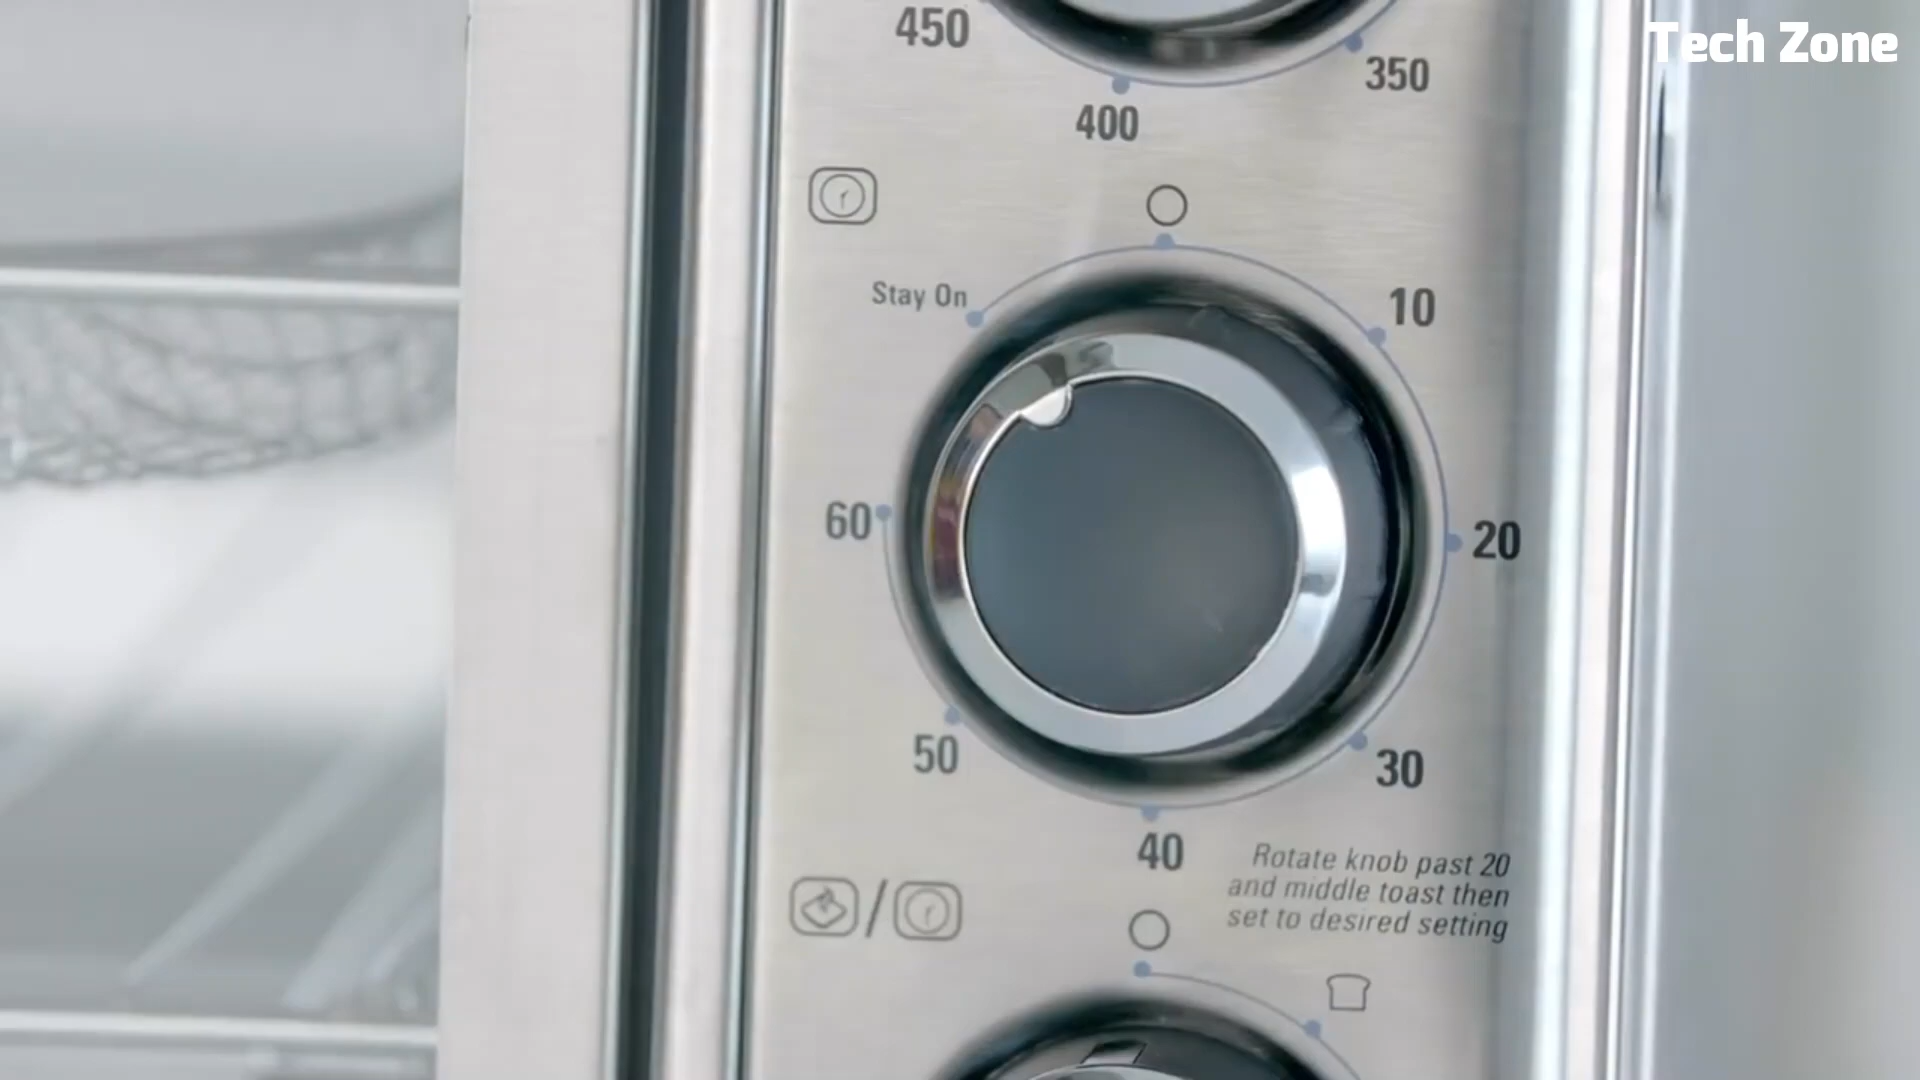 Tech Zone
450
350
400
Stay On
10
60
20
50
30
40
Rotate knob past 20
and middle toast then
set to desired setting